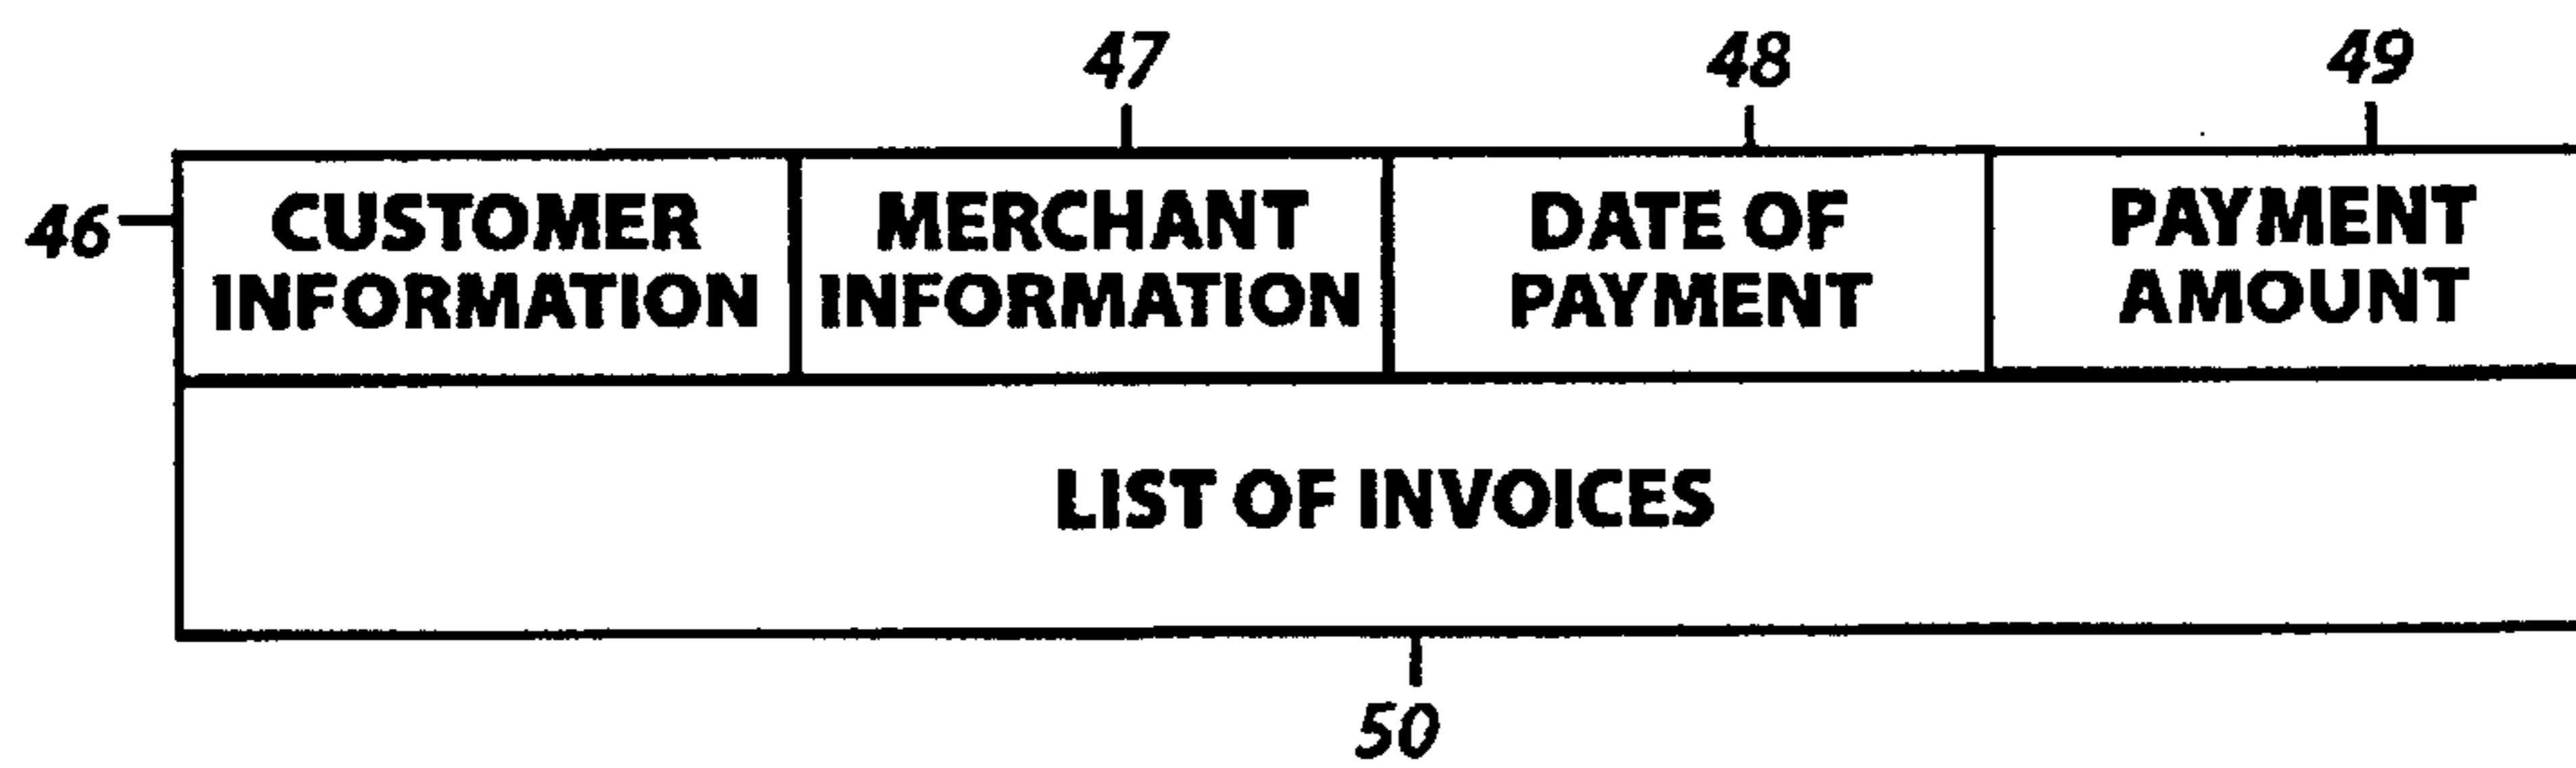 47 48 49
46 CUSTOMER INFORMATION MERCHANT INFORMATION DATE OF PAYMENT PAYMENT AMOUNT
LIST OF INVOICES
50